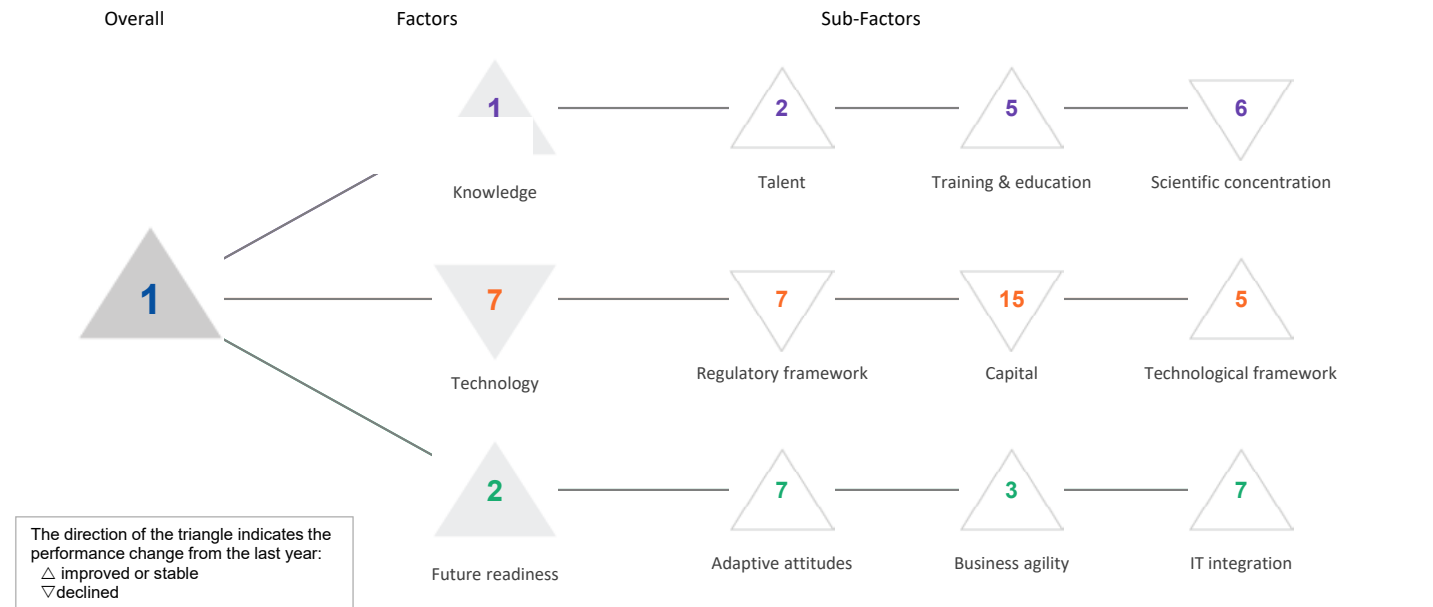 Overall
Factors
Sub-Factors
1
1
Knowledge
2
Talent
5
Training & education
6
Scientific concentration
7
Technology
7
Regulatory framework
15
Capital
5
Technological framework
2
Future readiness
7
Adaptive attitudes
3
Business agility
7
IT integration
The direction of the triangle indicates the
performance change from the last year:
△ improved or stable
▽ declined